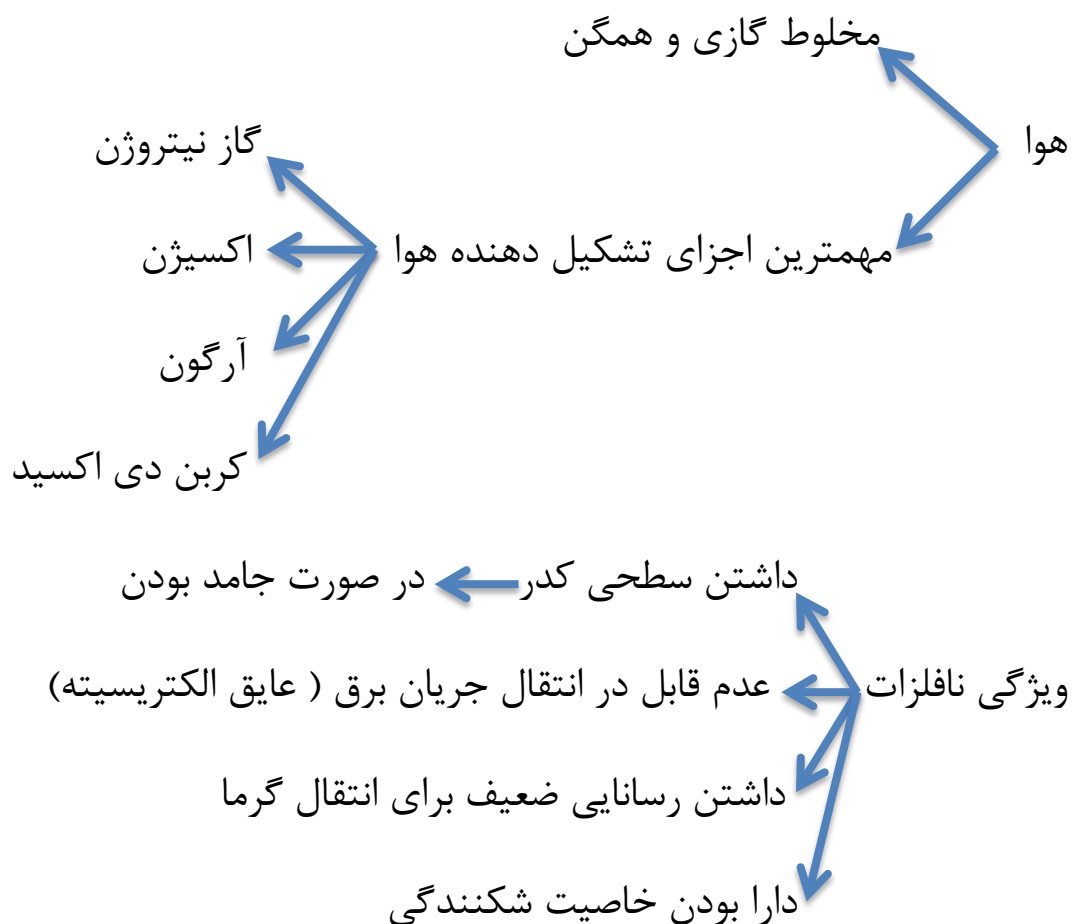 مخلوط گازی و همگن
هوا
گاز نیتروژن
مهمترین اجزای تشکیل دهنده هوا
اکسیژن
آرگون
کربن دی اکسید
داشتن سطحی کدر
در صورت جامد بودن
ویژگی نافلزات
عدم قابل در انتقال جریان برق ( عایق الکتریسیته)
داشتن رسانایی ضعیف برای انتقال گرما
دارا بودن خاصیت شکنندگی